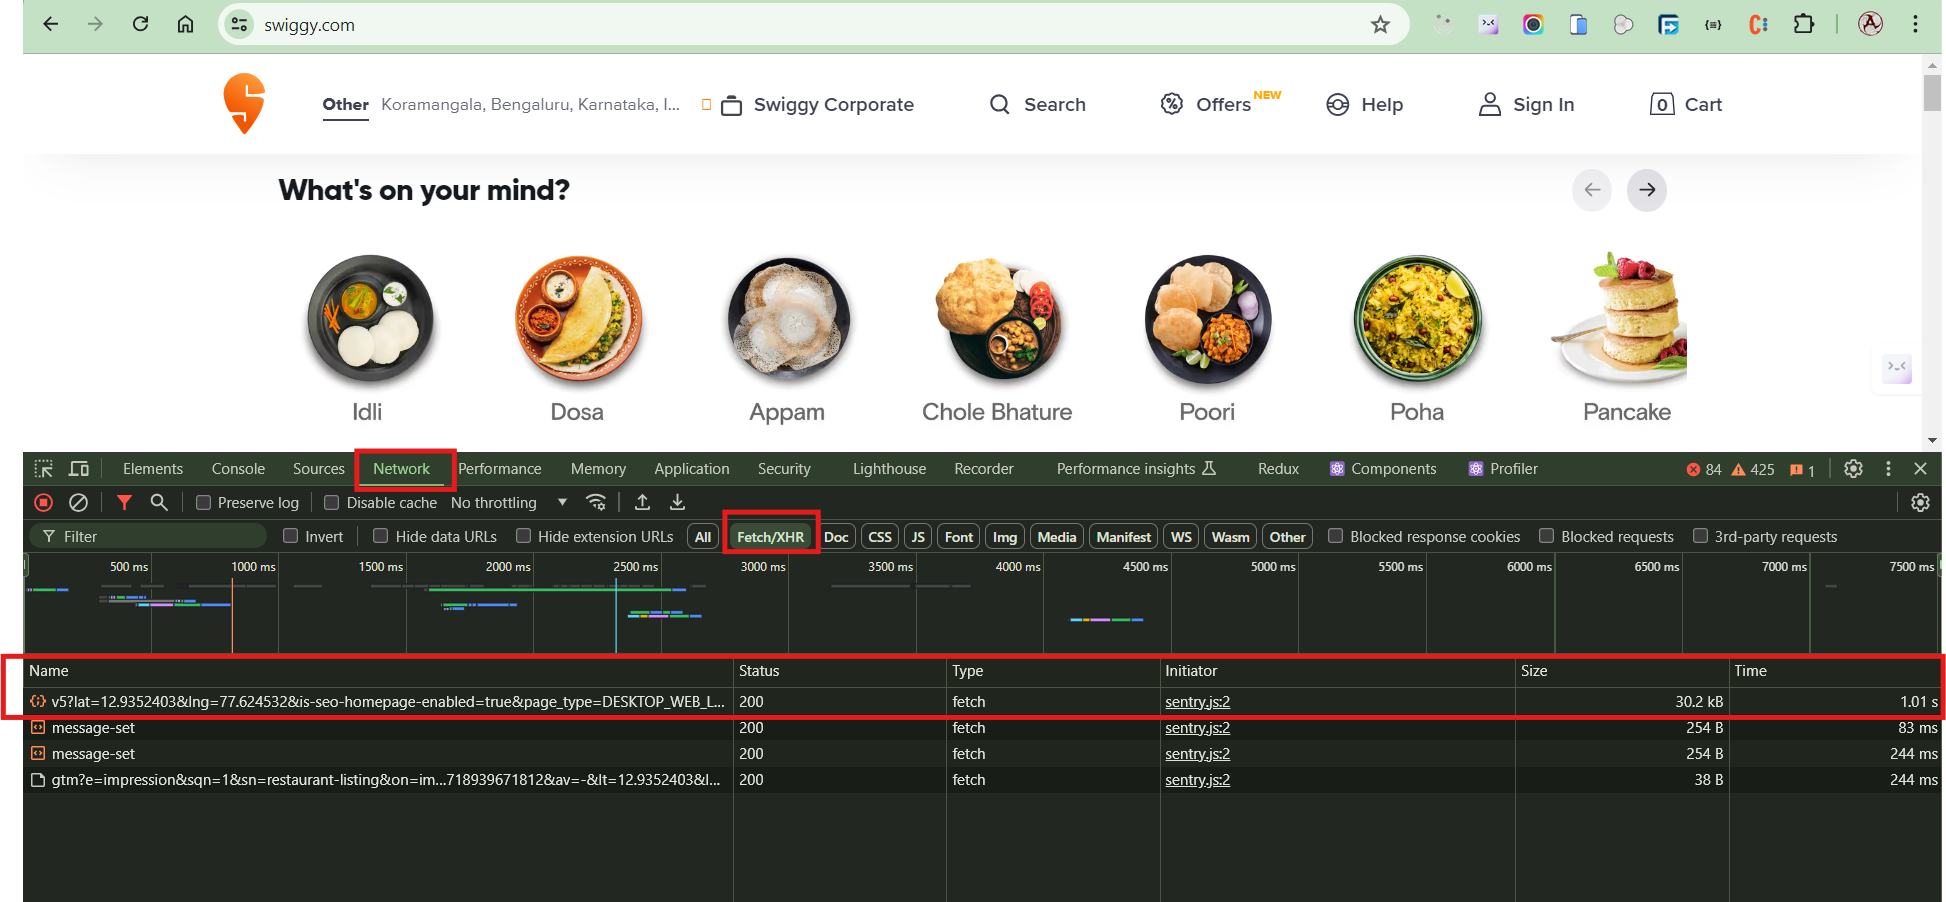 swiggy.com
Other Koramangala, Bengaluru, Karnataka, I... Swiggy Corporate Search Offers NEW Help Sign In 0 Cart
What's on your mind?
Idli Dosa Appam Chole Bhature Poori Poha Pancake
Elements Console Sources Network Performance Memory Application Security Lighthouse Recorder Performance insights Redux Components Profiler 84 425 1
Preserve log Disable cache No throttling
Filter Invert Hide data URLs Hide extension URLs All Fetch/XHR Doc CSS JS Font Img Media Manifest WS Wasm Other Blocked response cookies Blocked requests 3rd-party requests
500 ms 1000 ms 1500 ms 2000 ms 2500 ms 3000 ms 3500 ms 4000 ms 4500 ms 5000 ms 5500 ms 6000 ms 6500 ms 7000 ms 7500 ms
Name Status Type Initiator Size Time
v5?lat=12.9352403&lng=77.624532&is-seo-homepage-enabled=true&page_type=DESKTOP_WEB_L... 200 fetch sentry.js:2 30.2 kB 1.01 s
message-set 200 fetch sentry.js:2 254 B 83 ms
message-set 200 fetch sentry.js:2 254 B 244 ms
gtm?e=impression&sqn=1&sn=restaurant-listing&on=im...718939671812&av=-&lt=12.9352403&l... 200 fetch sentry.js:2 38 B 244 ms